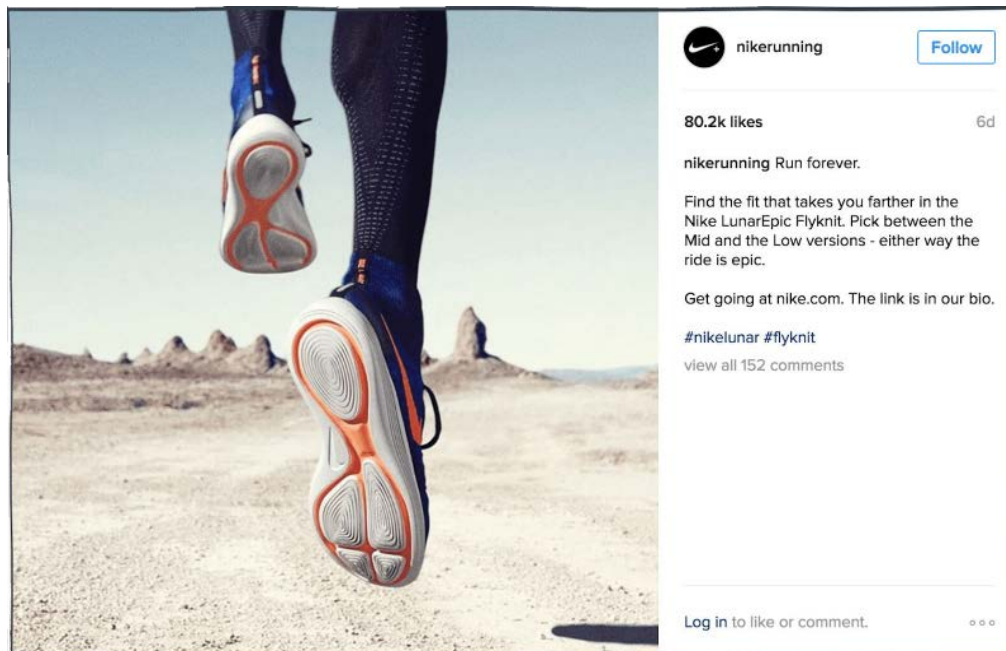 nikerunning
Follow
80.2k likes 6d
nikerunning Run forever.
Find the fit that takes you farther in the
Nike LunarEpic Flyknit. Pick between the
Mid and the Low versions - either way the
ride is epic.
Get going at nike.com. The link is in our bio.
#nikelunar #flyknit
view all 152 comments
Log in to like or comment.